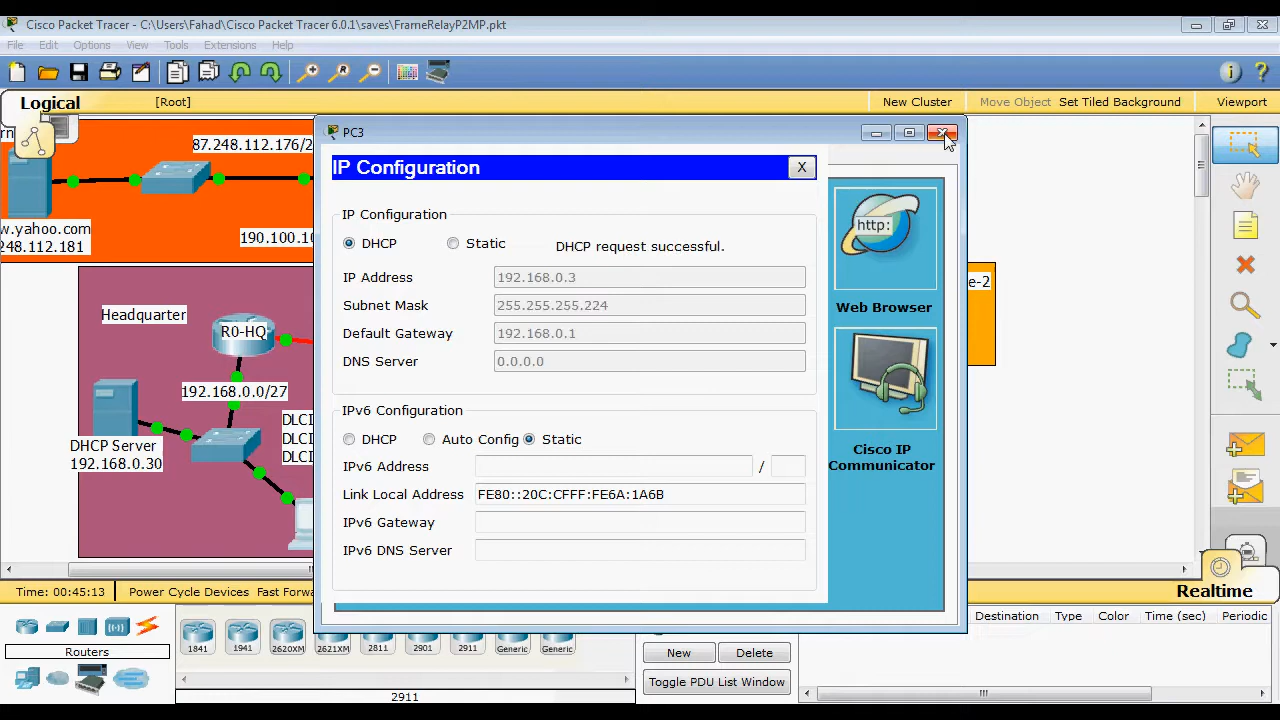 Cisco Packet Tracer - C:\Users\Fahad\Cisco Packet Tracer 6.0.1\saves\FrameRelayP2MP.pkt
File Edit Options View Tools Extensions Help
Logical [Root] New Cluster Move Object Set Tiled Background Viewport
87.248.112.176/2
w.yahoo.com
248.112.181
190.100.10
Headquarter
R0-HQ
192.168.0.0/27
DHCP Server
192.168.0.30
DLCI
DLCI
DLCI
e-2
PC3
IP Configuration X
IP Configuration
DHCP Static DHCP request successful.
IP Address 192.168.0.3
Subnet Mask 255.255.255.224
Default Gateway 192.168.0.1
DNS Server 0.0.0.0
IPv6 Configuration
DHCP Auto Config Static
IPv6 Address /
Link Local Address FE80::20C:CFFF:FE6A:1A6B
IPv6 Gateway
IPv6 DNS Server
http:
Web Browser
Cisco IP
Communicator
Time: 00:45:13 Power Cycle Devices Fast Forwa
Realtime
Routers
1841 1941 2620XM 2621XM 2811 2901 2911 Generic Generic
2911
New Delete
Toggle PDU List Window
Destination Type Color Time (sec) Periodic